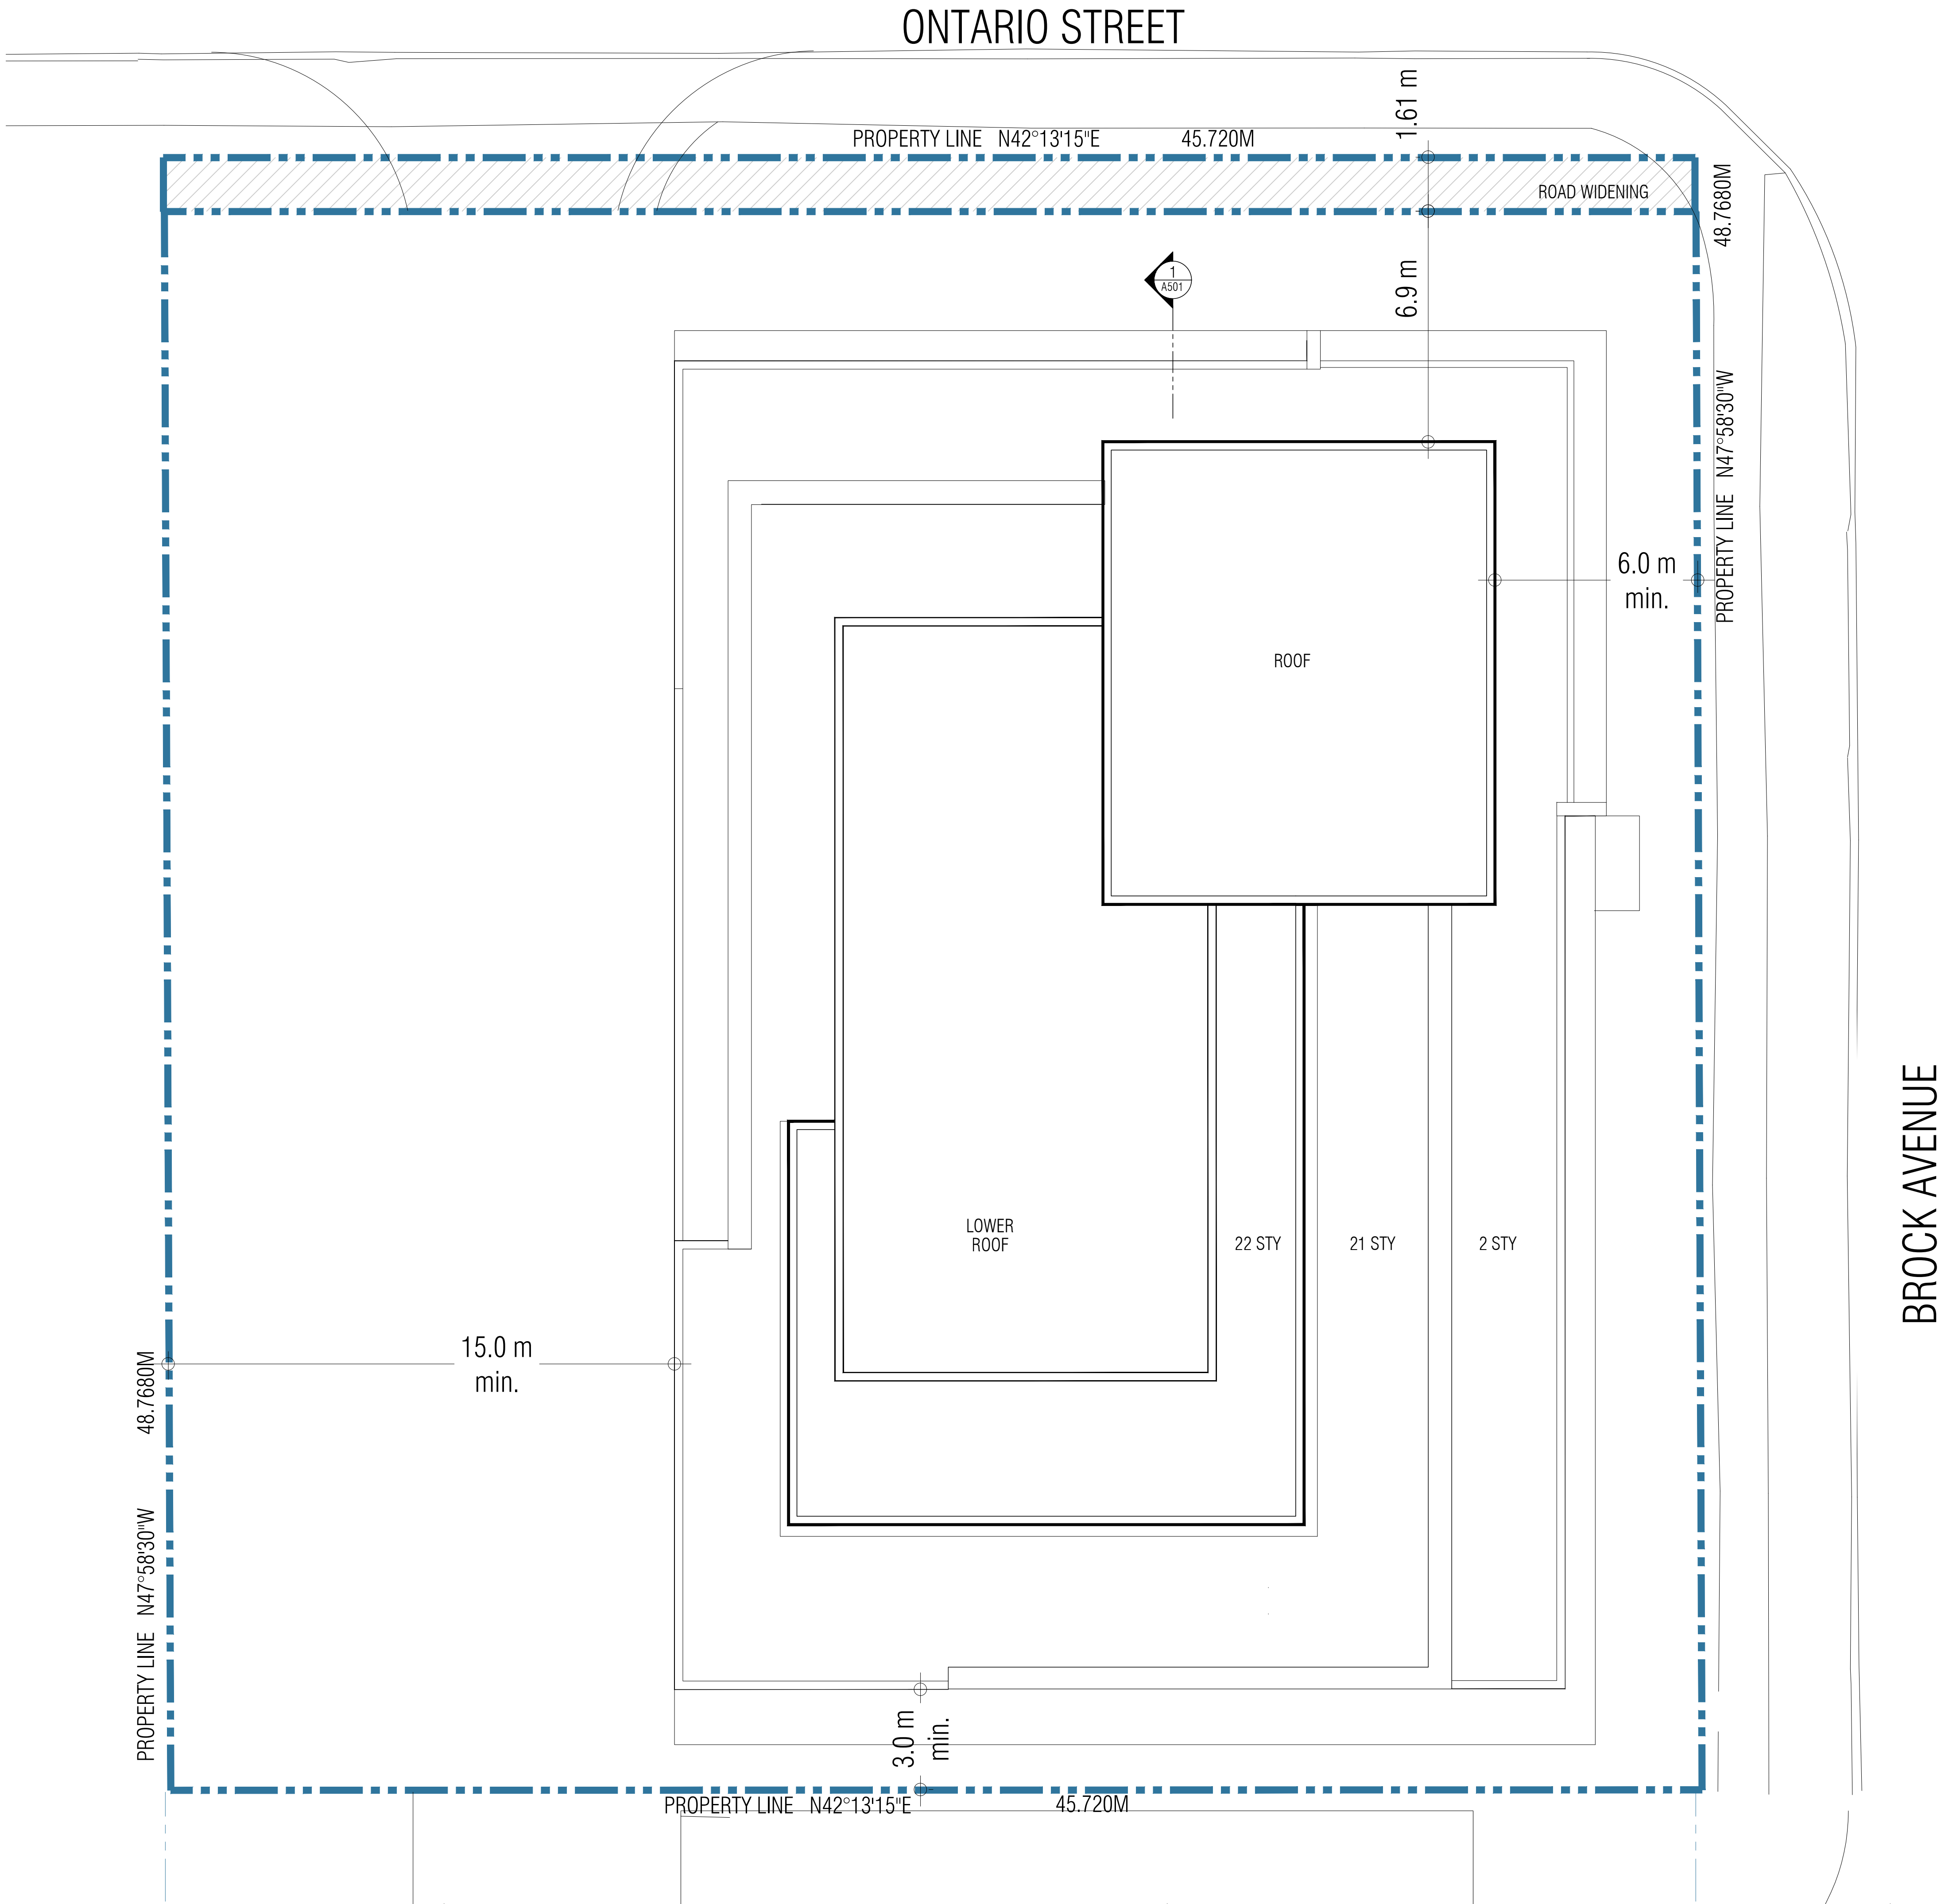 ONTARIO STREET
1.61 m
PROPERTY LINE N42°13'15"E 45.720M
ROAD WIDENING
48.7680M
6.9 m
1
A501
PROPERTY LINE N47°58'30"W
6.0 m
min.
ROOF
BROCK AVENUE
LOWER
ROOF
22 STY
21 STY
2 STY
15.0 m
min.
48.7680M
PROPERTY LINE N47°58'30"W
3.0 m
min.
PROPERTY LINE N42°13'15"E 45.720M